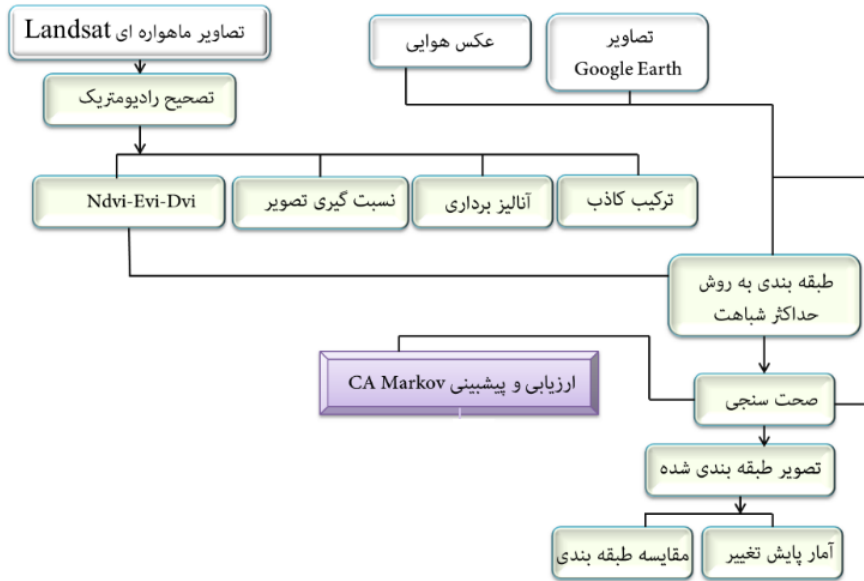 تصاویر ماهواره ای Landsat
عکس هوایی
تصاویر
Google Earth
تصحیح رادیومتریک
Ndvi-Evi-Dvi
نسبت گیری تصویر
آنالیز برداری
ترکیب کاذب
طبقه بندی به روش
حداکثر شباهت
ارزیابی و پیشبینی CA Markov
صحت سنجی
تصویر طبقه بندی شده
مقایسه طبقه بندی
آمار پایش تغییر